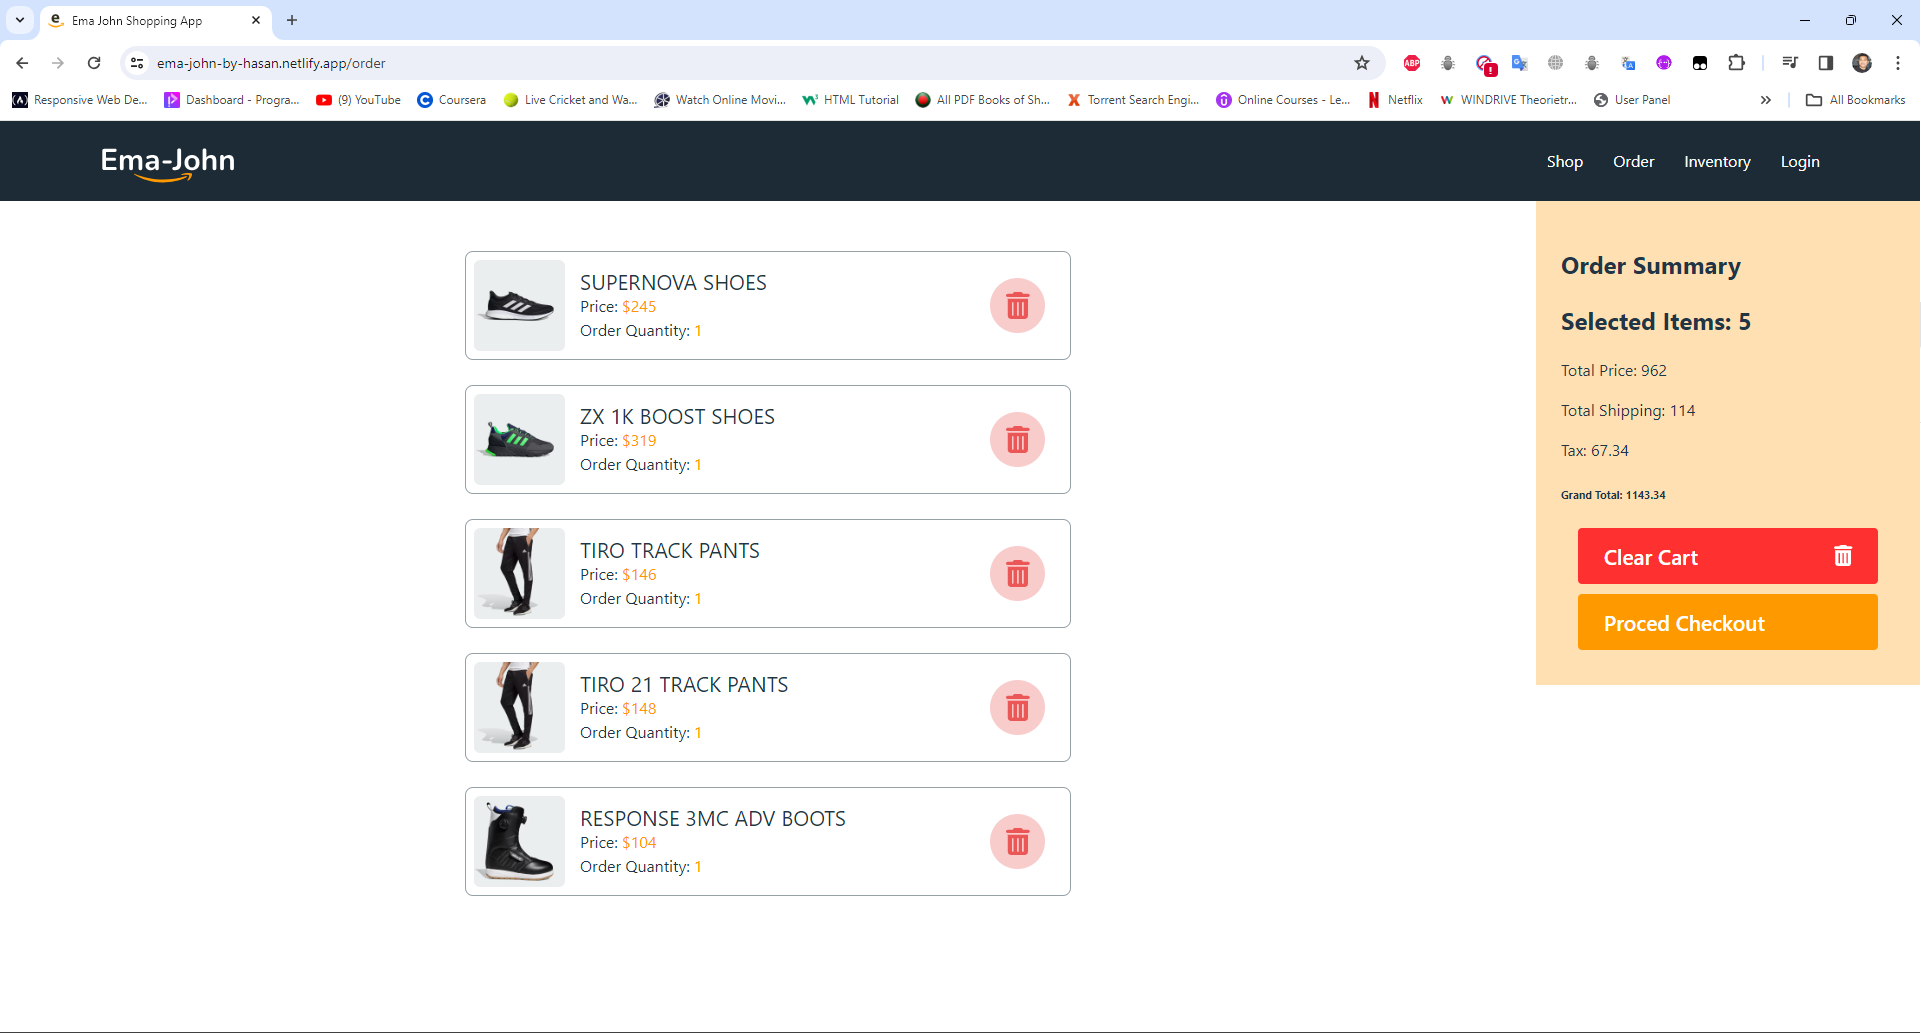 Ema John Shopping App
ema-john-by-hasan.netlify.app/order
ABP
Responsive Web De...
Dashboard - Progra...
(9) YouTube
Coursera
Live Cricket and Wa...
Watch Online Movi...
HTML Tutorial
All PDF Books of Sh...
Torrent Search Engi...
Online Courses - Le...
Netflix
WINDRIVE Theorietr...
User Panel
All Bookmarks
Ema-John
Shop
Order
Inventory
Login
SUPERNOVA SHOES
Price: $245
Order Quantity: 1
ZX 1K BOOST SHOES
Price: $319
Order Quantity: 1
TIRO TRACK PANTS
Price: $146
Order Quantity: 1
TIRO 21 TRACK PANTS
Price: $148
Order Quantity: 1
RESPONSE 3MC ADV BOOTS
Price: $104
Order Quantity: 1
Order Summary
Selected Items: 5
Total Price: 962
Total Shipping: 114
Tax: 67.34
Grand Total: 1143.34
Clear Cart
Proced Checkout